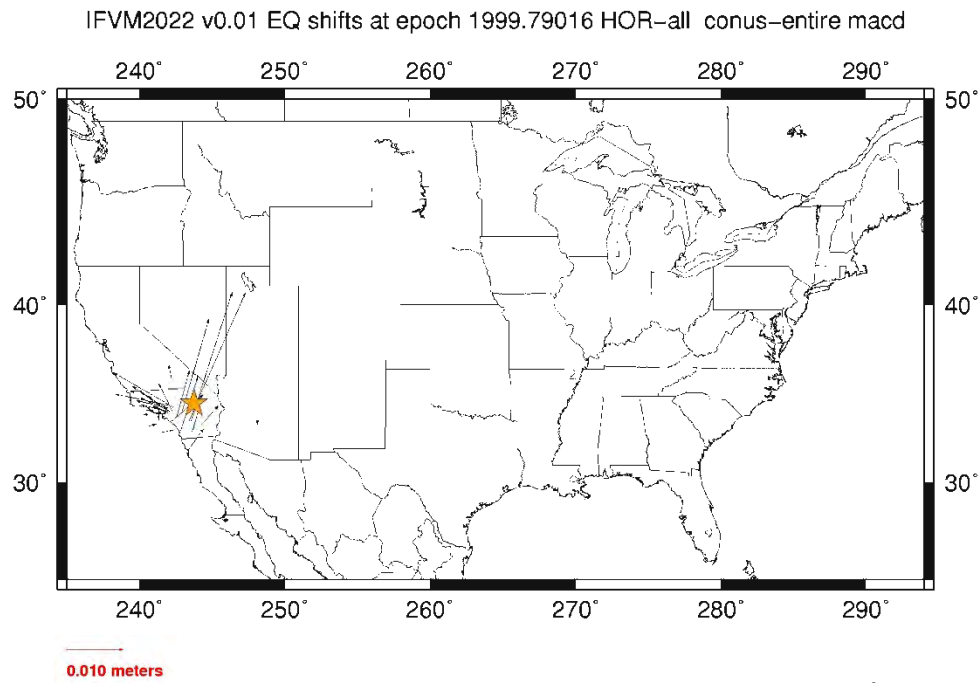 IFVM2022 v0.01 EQ shifts at epoch 1999.79016 HOR−all conus−entire macd
240˚ 250˚ 260˚ 270˚ 280˚ 290˚
50˚ 50˚
40˚ 40˚
30˚ 30˚
240˚ 250˚ 260˚ 270˚ 280˚ 290˚
0.010 meters